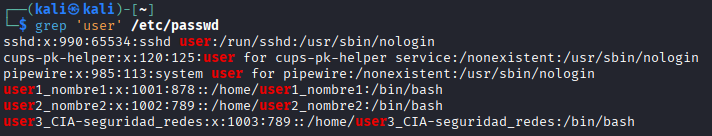 ┌──(kali㉿kali)-[~]
└─$ grep 'user' /etc/passwd
sshd:x:990:65534:sshd user:/run/sshd:/usr/sbin/nologin
cups-pk-helper:x:120:125:user for cups-pk-helper service:/nonexistent:/usr/sbin/nologin
pipewire:x:985:113:system user for pipewire:/nonexistent:/usr/sbin/nologin
user1_nombre1:x:1001:878::/home/user1_nombre1:/bin/bash
user2_nombre2:x:1002:789::/home/user2_nombre2:/bin/bash
user3_CIA-seguridad_redes:x:1003:789::/home/user3_CIA-seguridad_redes:/bin/bash